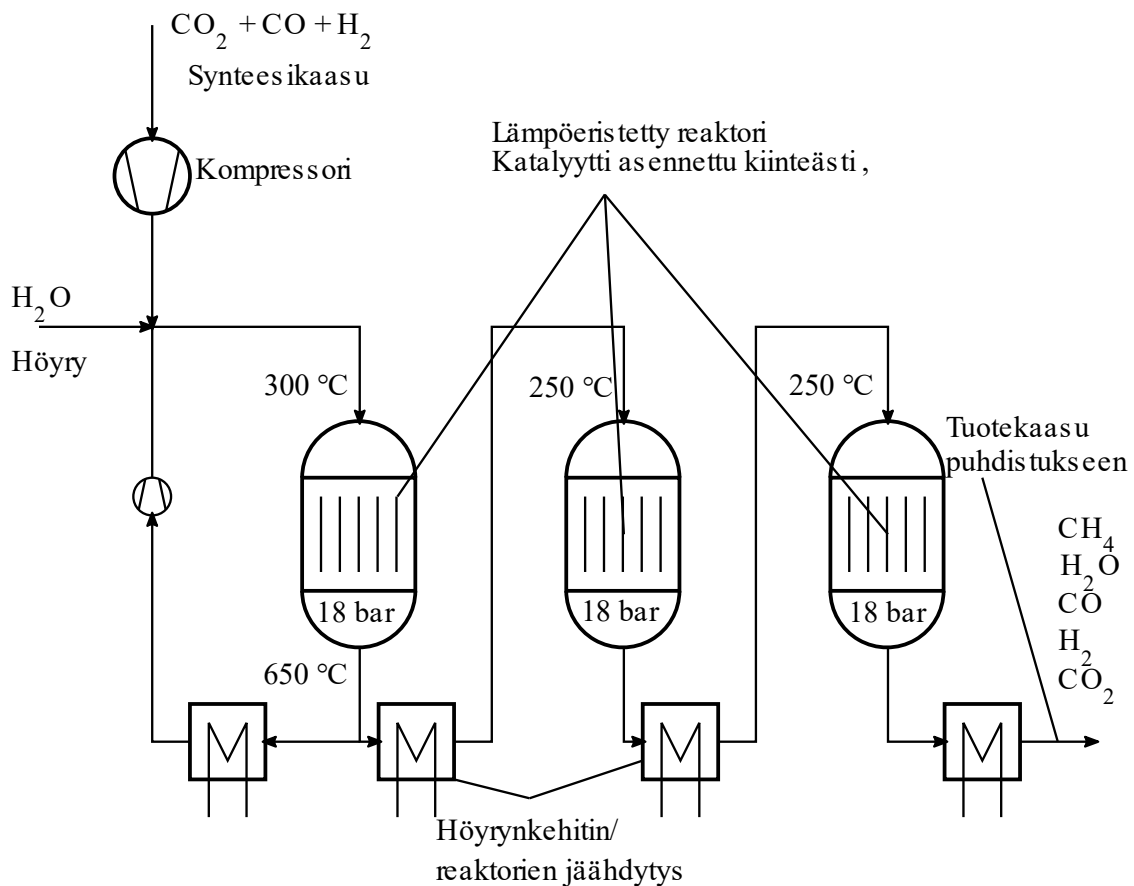 CO2 + CO + H2
Synteesikaasu
Kompressori
Lämpöeristetty reaktori
Katalyytti asennettu kiinteästi,
H2O
Höyry
300 °C
250 °C
250 °C
Tuotekaasu
puhdistukseen
CH4
H2O
CO
H2
CO2
18 bar
18 bar
18 bar
650 °C
Höyrynkehitin/
reaktorien jäähdytys